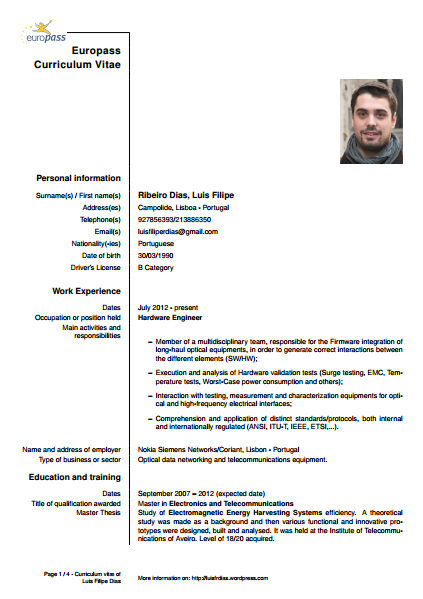 europass
Europass
Curriculum Vitae
Personal information
Surname(s) / First name(s) Ribeiro Dias, Luis Filipe
Address(es) Campolide, Lisboa • Portugal
Telephone(s) 927856393/213886350
Email(s) luisfiliperdias@gmail.com
Nationality(-ies) Portuguese
Date of birth 30/03/1990
Driver's License B Category
Work Experience
Dates July 2012 - present
Occupation or position held Hardware Engineer
Main activities and
responsibilities
– Member of a multidisciplinary team, responsible for the Firmware integration of
long-haul optical equipments, in order to generate correct interactions between
the different elements (SW/HW);
– Execution and analysis of Hardware validation tests (Surge testing, EMC, Tem-
perature tests, Worst-Case power consumption and others);
– Interaction with testing, measurement and characterization equipments for opti-
cal and high-frequency electrical interfaces;
– Comprehension and application of distinct standards/protocols, both internal
and internationally regulated (ANSI, ITU-T, IEEE, ETSI,...).
Name and address of employer Nokia Siemens Networks/Coriant, Lisbon • Portugal
Type of business or sector Optical data networking and telecommunications equipment.
Education and training
Dates September 2007 – 2012 (expected date)
Title of qualification awarded Master in Electronics and Telecommunications
Master Thesis Study of Electromagnetic Energy Harvesting Systems efficiency. A theoretical
study was made as a background and then various functional and innovative pro-
totypes were designed, built and analysed. It was held at the Institute of Telecommu-
nications of Aveiro. Level of 18/20 acquired.
Page 1 / 4 - Curriculum vitae of
Luis Filipe Dias
More information on: http://luisfrdias.wordpress.com